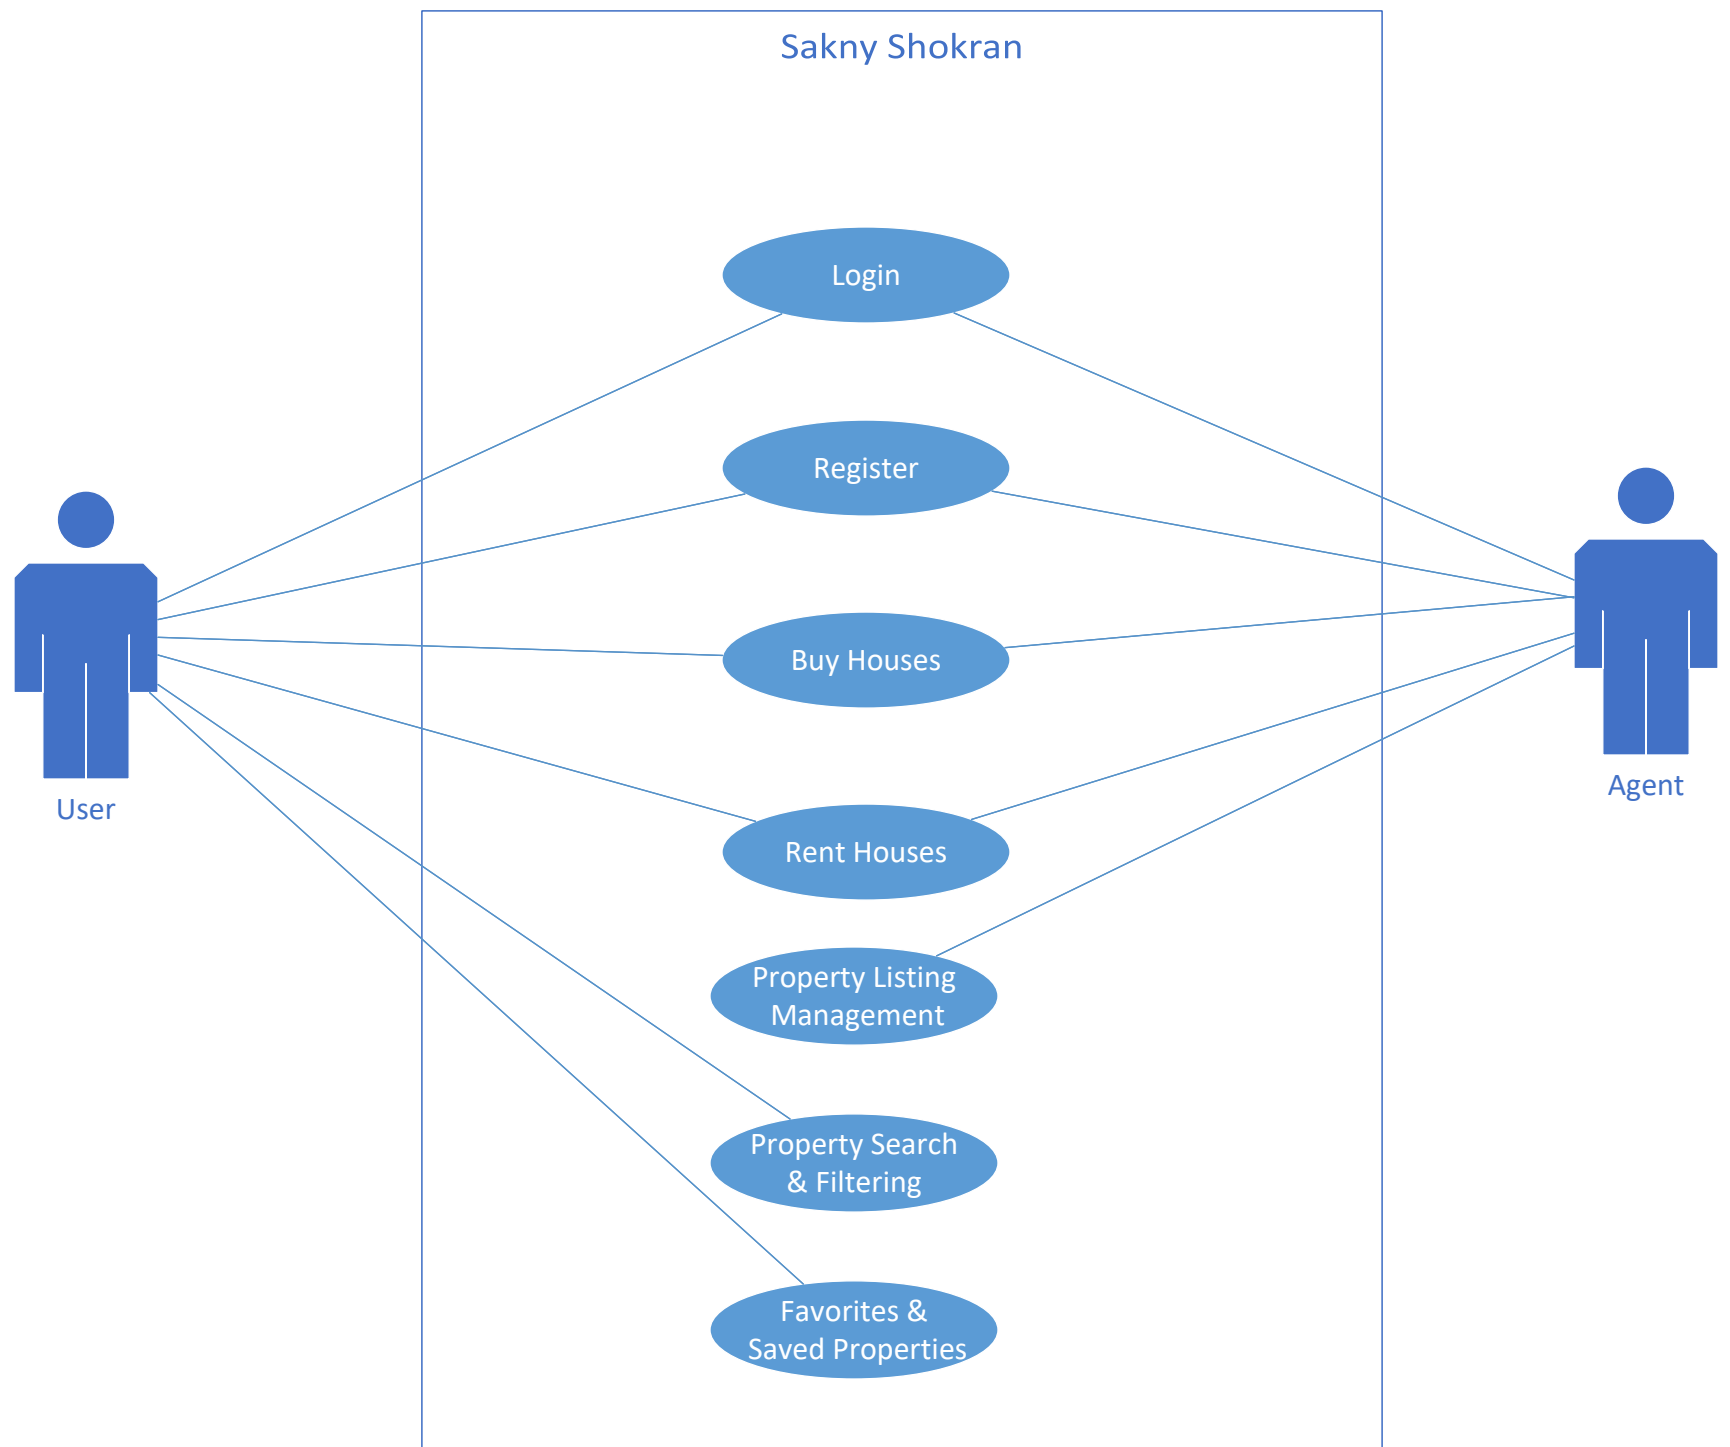 Sakny Shokran
Login
Register
Buy Houses
User
Agent
Rent Houses
Property Listing
Management
Property Search
& Filtering
Favorites &
Saved Properties